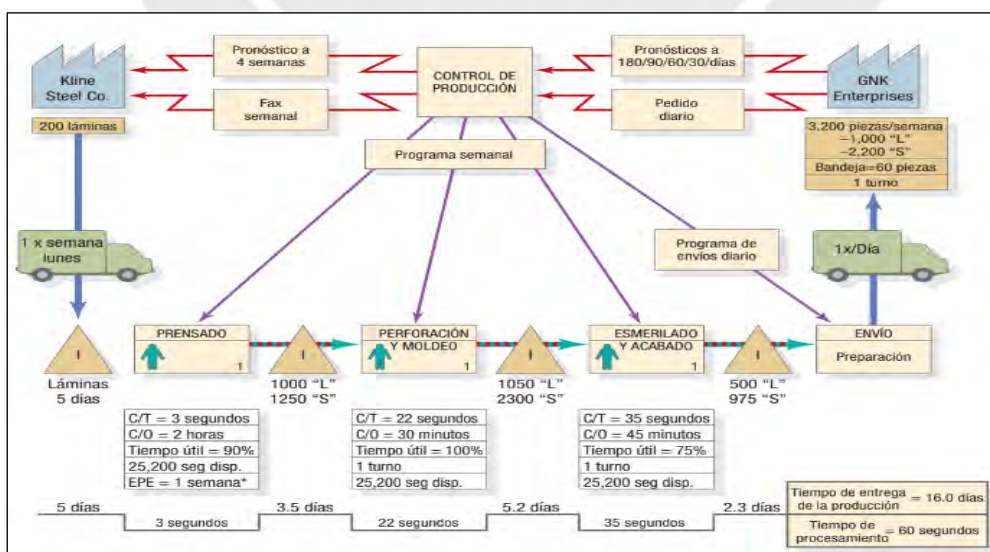 Kline
Steel Co.
200 láminas
Pronóstico a
4 semanas
Fax
semanal
CONTROL DE
PRODUCCIÓN
Pronósticos a
180/90/60/30/días
Pedido
diario
GNK
Enterprises
3,200 piezas/semana
–1,000 “L”
–2,200 “S”
Bandeja=60 piezas
1 turno
Programa semanal
1 x semana
lunes
Programa de
envíos diario
1x/Día
I
Láminas
5 días
PRENSADO
1
I
1000 “L”
1250 “S”
PERFORACIÓN
Y MOLDEO
1
I
1050 “L”
2300 “S”
ESMERILADO
Y ACABADO
1
I
500 “L”
975 “S”
ENVÍO
Preparación
C/T = 3 segundos
C/O = 2 horas
Tiempo útil = 90%
25,200 seg disp.
EPE = 1 semana*
C/T = 22 segundos
C/O = 30 minutos
Tiempo útil = 100%
1 turno
25,200 seg disp.
C/T = 35 segundos
C/O = 45 minutos
Tiempo útil = 75%
1 turno
25,200 seg disp.
5 días
3 segundos
3.5 días
22 segundos
5.2 días
35 segundos
2.3 días
Tiempo de entrega
de la producción = 16.0 días
Tiempo de
procesamiento = 60 segundos